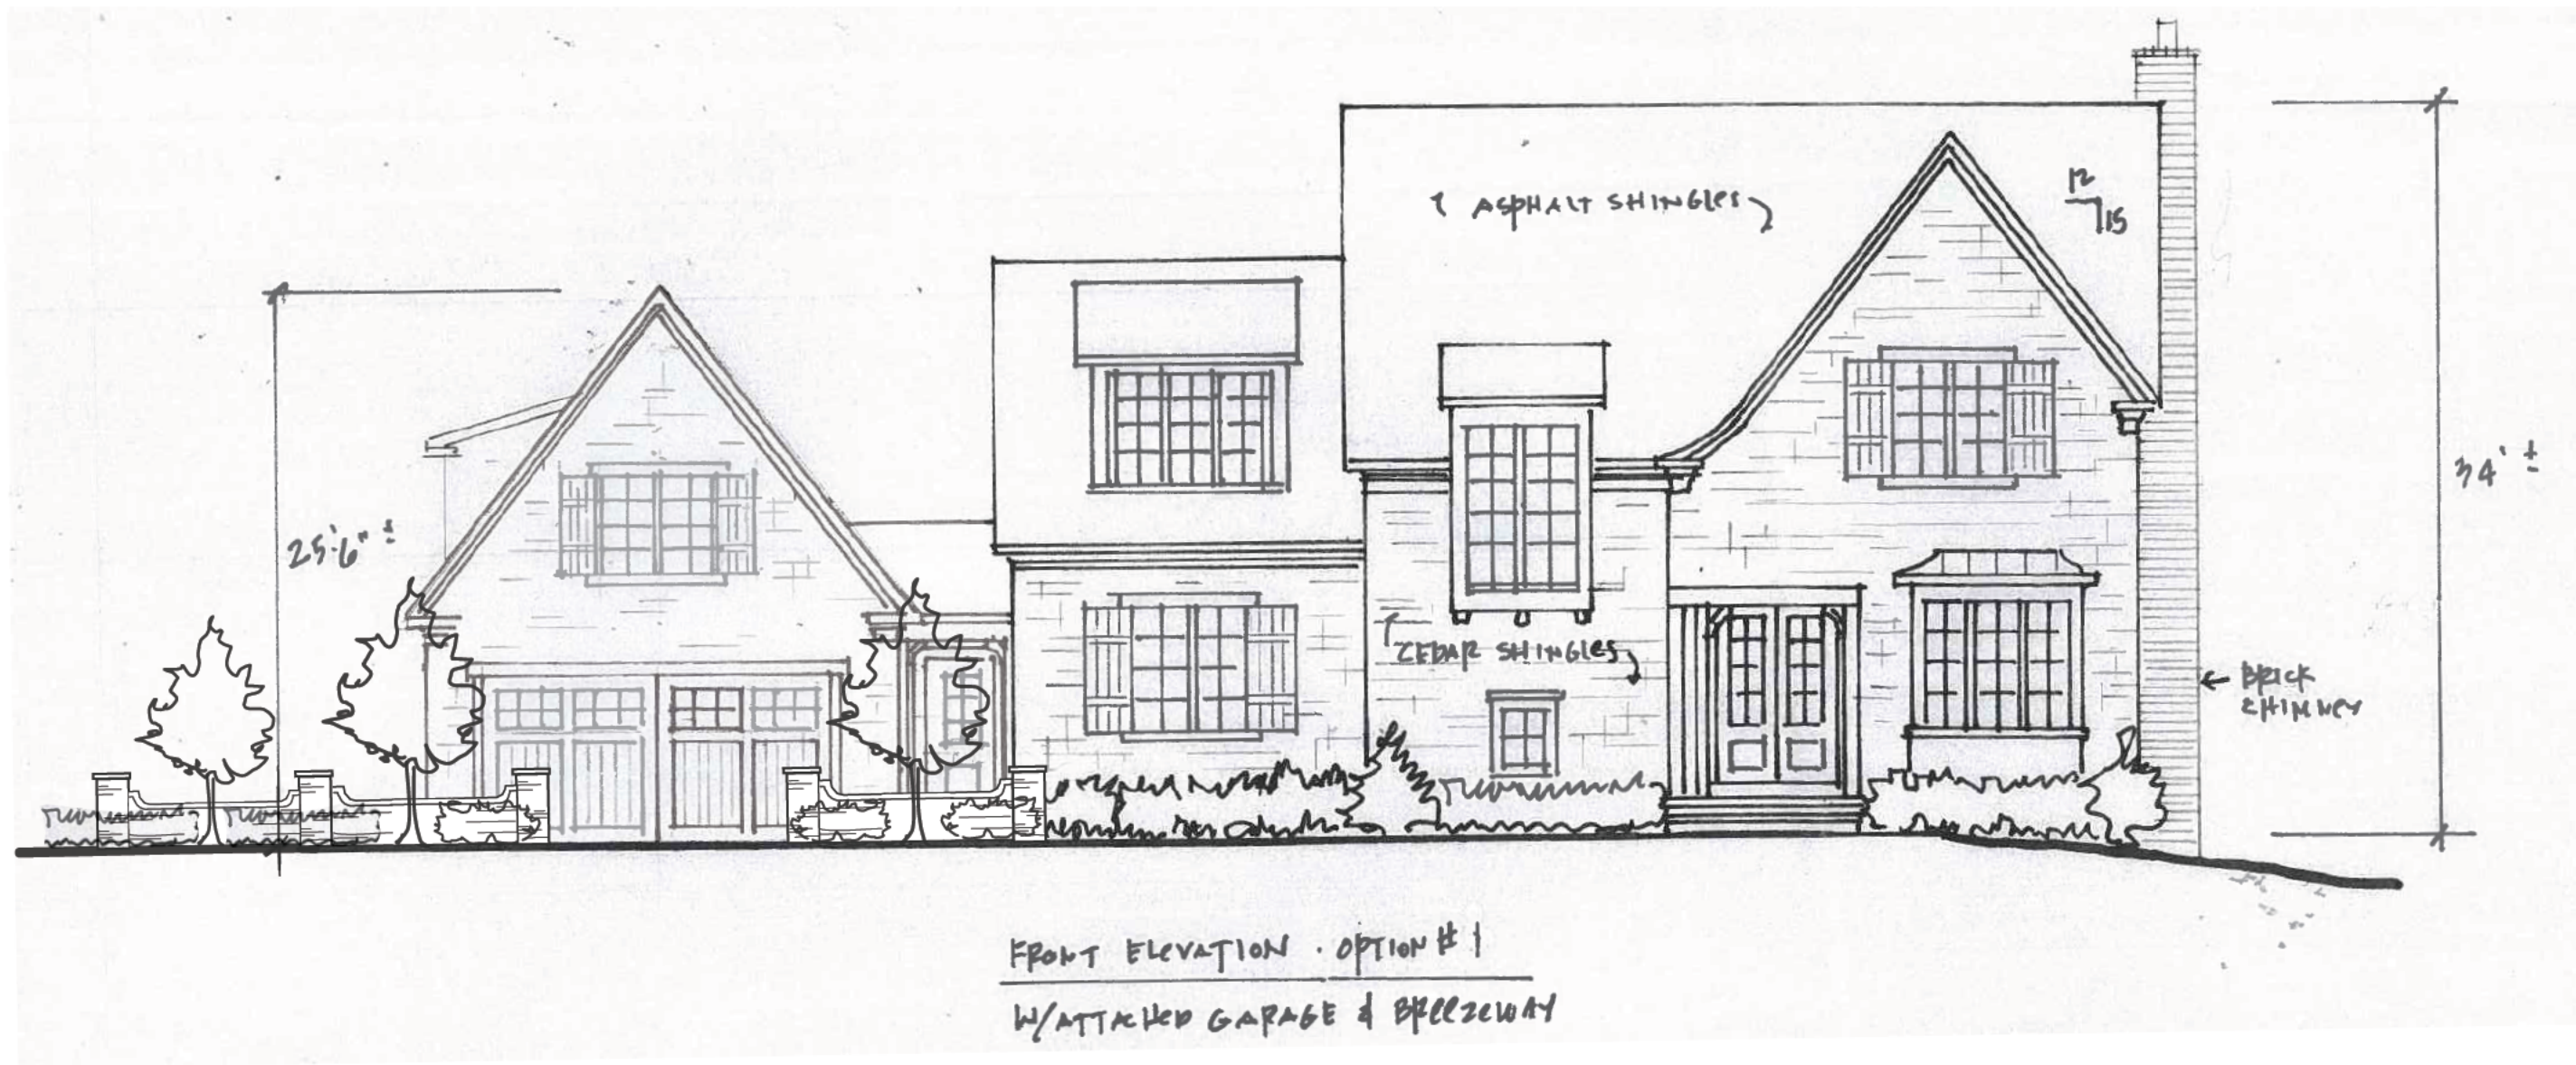 12
15
ASPHALT SHINGLES
34' ±
25'-6" ±
CEDAR SHINGLES
BRICK
CHIMNEY
FRONT ELEVATION . OPTION # 1
W/ATTACHED GARAGE & BREEZEWAY